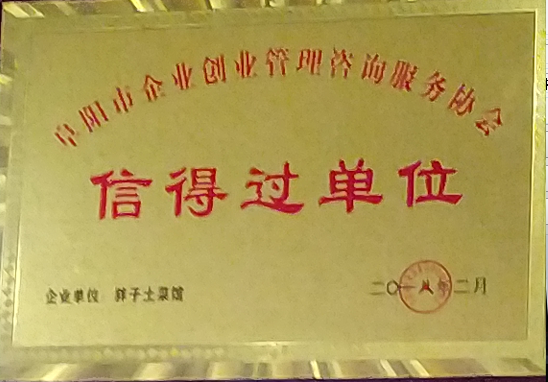 阜阳市企业创业管理咨询服务协会
信得过单位
企业单位 胖子土菜馆
二〇一八年二月